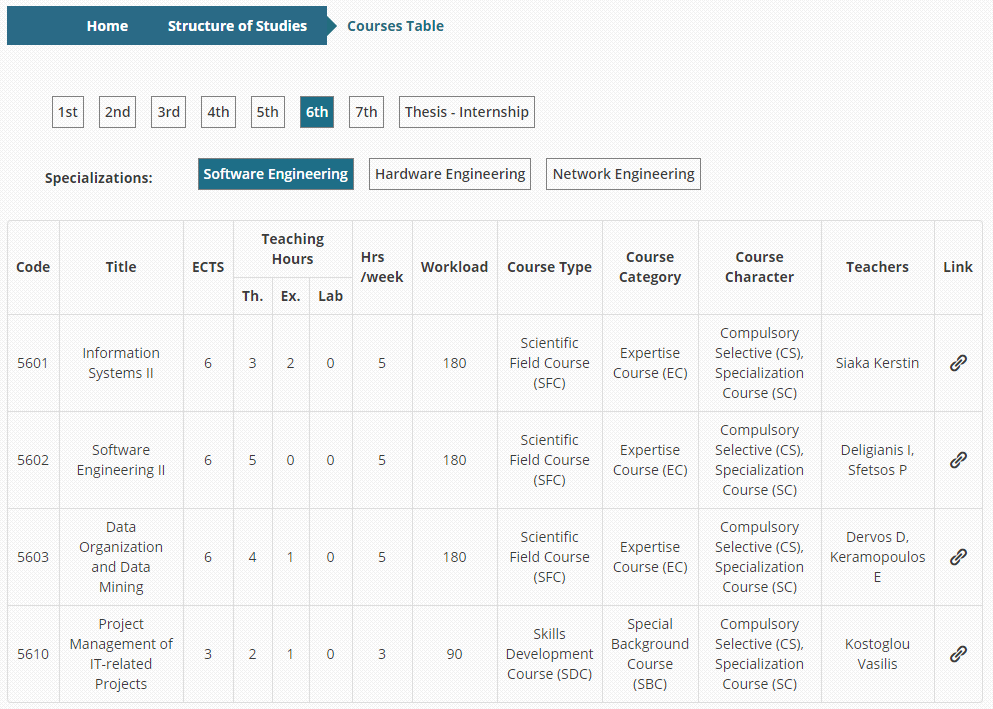 Home Structure of Studies Courses Table
1st 2nd 3rd 4th 5th 6th 7th Thesis - Internship
Specializations: Software Engineering Hardware Engineering Network Engineering
Code Title ECTS Teaching Hours Hrs /week Workload Course Type Course Category Course Character Teachers Link
Th. Ex. Lab
5601 Information Systems II 6 3 2 0 5 180 Scientific Field Course (SFC) Expertise Course (EC) Compulsory Selective (CS), Specialization Course (SC) Siaka Kerstin
5602 Software Engineering II 6 5 0 0 5 180 Scientific Field Course (SFC) Expertise Course (EC) Compulsory Selective (CS), Specialization Course (SC) Deligianis I, Sfetsos P
5603 Data Organization and Data Mining 6 4 1 0 5 180 Scientific Field Course (SFC) Expertise Course (EC) Compulsory Selective (CS), Specialization Course (SC) Dervos D, Keramopoulos E
5610 Project Management of IT-related Projects 3 2 1 0 3 90 Skills Development Course (SDC) Special Background Course (SBC) Compulsory Selective (CS), Specialization Course (SC) Kostoglou Vasilis